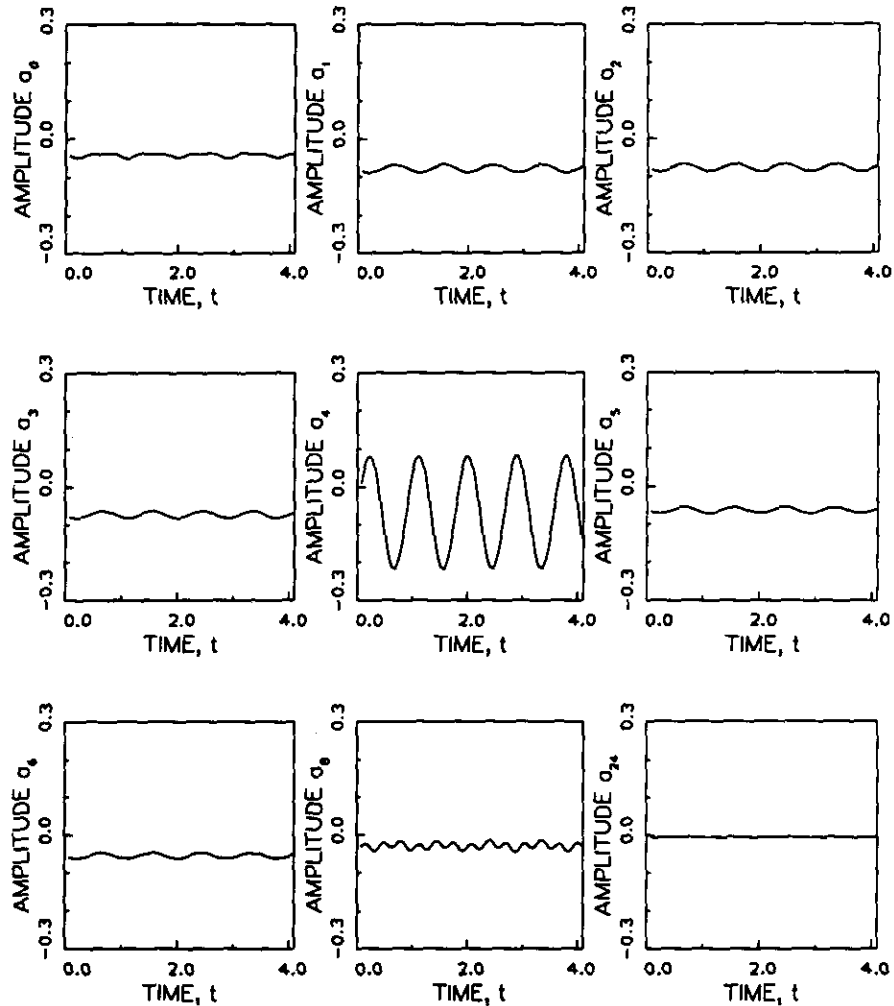 AMPLITUDE a₀
0.3
0.0
−0.3
0.0 2.0 4.0
TIME, t
AMPLITUDE a₁
0.3
0.0
−0.3
0.0 2.0 4.0
TIME, t
AMPLITUDE a₂
0.3
0.0
−0.3
0.0 2.0 4.0
TIME, t
AMPLITUDE a₃
0.3
0.0
−0.3
0.0 2.0 4.0
TIME, t
AMPLITUDE a₄
0.3
0.0
−0.3
0.0 2.0 4.0
TIME, t
AMPLITUDE a₅
0.3
0.0
−0.3
0.0 2.0 4.0
TIME, t
AMPLITUDE a₆
0.3
0.0
−0.3
0.0 2.0 4.0
TIME, t
AMPLITUDE a₈
0.3
0.0
−0.3
0.0 2.0 4.0
TIME, t
AMPLITUDE a₂₄
0.3
0.0
−0.3
0.0 2.0 4.0
TIME, t